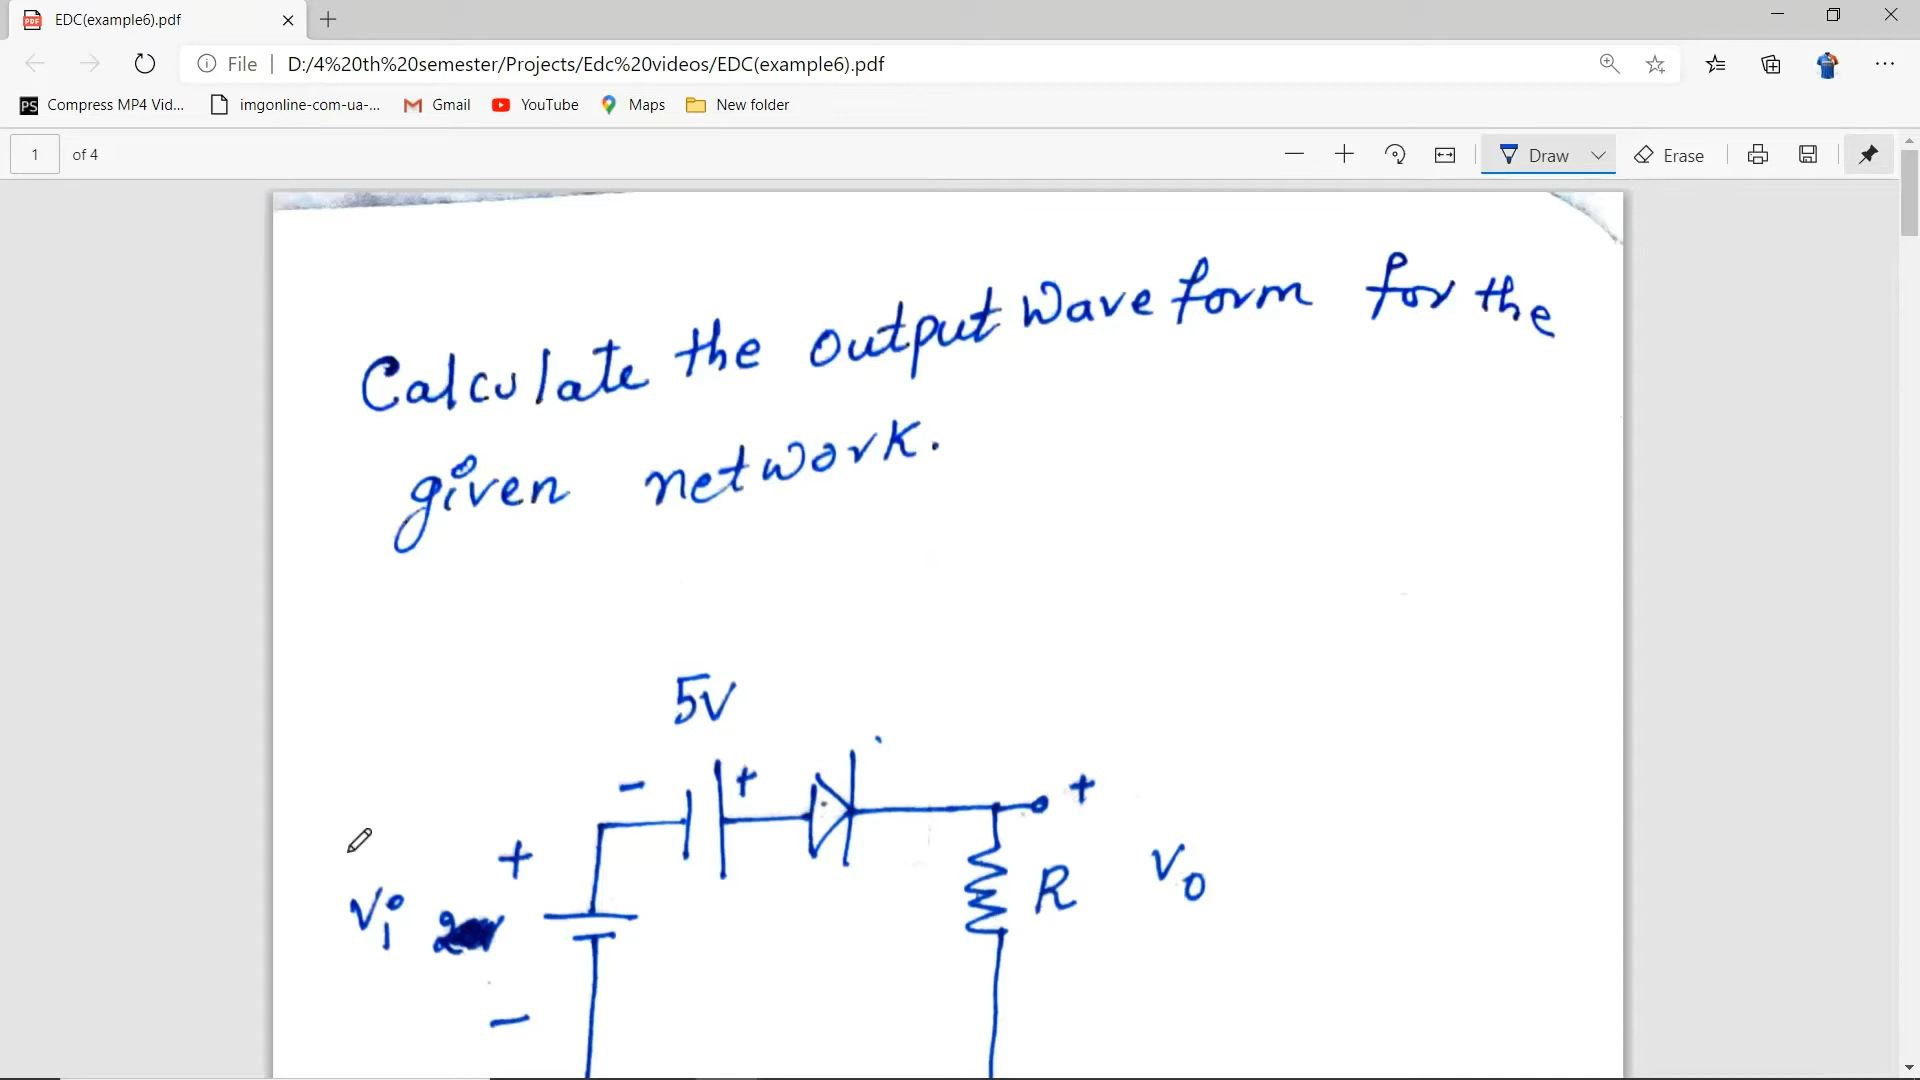 EDC(example6).pdf
File | D:/4%20th%20semester/Projects/Edc%20videos/EDC(example6).pdf
Compress MP4 Vid... imgonline-com-ua-... Gmail YouTube Maps New folder
1 of 4 Draw Erase
Calculate the output Wave form for the
given network.
5V
- + +
+ Vo
Vi R
-